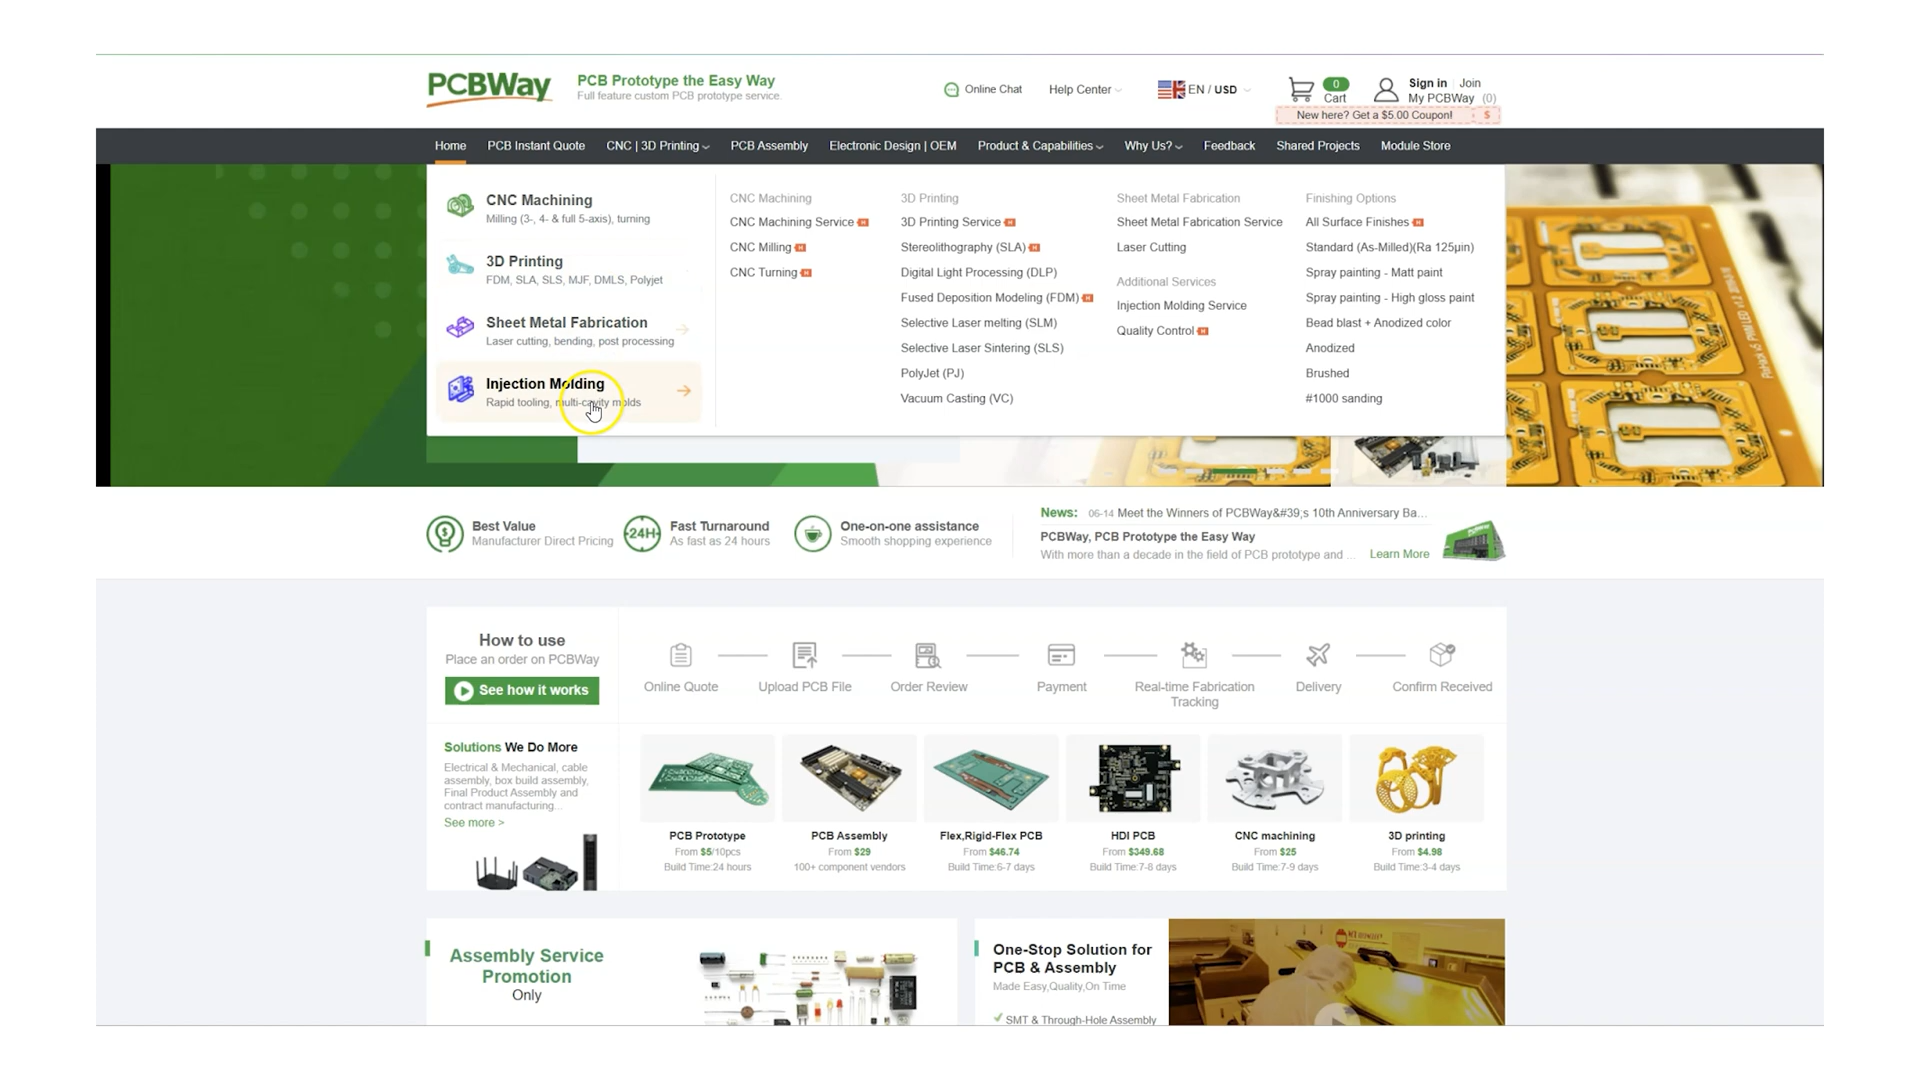 PCBWay
PCB Prototype the Easy Way
Full feature custom PCB prototype service.
Online Chat
Help Center
EN / USD
0
Cart
Sign in
Join
My PCBWay (0)
New here? Get a $5.00 Coupon! $
Home
PCB Instant Quote
CNC | 3D Printing
PCB Assembly
Electronic Design | OEM
Product & Capabilities
Why Us?
Feedback
Shared Projects
Module Store
CNC Machining
Milling (3-, 4- & full 5-axis), turning
3D Printing
FDM, SLA, SLS, MJF, DMLS, Polyjet
Sheet Metal Fabrication
Laser cutting, bending, post processing
Injection Molding
Rapid tooling, multi-cavity molds
CNC Machining
CNC Machining Service H
CNC Milling H
CNC Turning H
3D Printing
3D Printing Service H
Stereolithography (SLA) H
Digital Light Processing (DLP)
Fused Deposition Modeling (FDM) H
Selective Laser melting (SLM)
Selective Laser Sintering (SLS)
PolyJet (PJ)
Vacuum Casting (VC)
Sheet Metal Fabrication
Sheet Metal Fabrication Service
Laser Cutting
Additional Services
Injection Molding Service
Quality Control H
Finishing Options
All Surface Finishes H
Standard (As-Milled)(Ra 125µin)
Spray painting - Matt paint
Spray painting - High gloss paint
Bead blast + Anodized color
Anodized
Brushed
#1000 sanding
Best Value
Manufacturer Direct Pricing
24H
Fast Turnaround
As fast as 24 hours
One-on-one assistance
Smooth shopping experience
News: 06-14 Meet the Winners of PCBWay&#39,s 10th Anniversary Ba...
PCBWay, PCB Prototype the Easy Way
With more than a decade in the field of PCB prototype and ... Learn More
How to use
Place an order on PCBWay
See how it works
Online Quote
Upload PCB File
Order Review
Payment
Real-time Fabrication
Tracking
Delivery
Confirm Received
Solutions We Do More
Electrical & Mechanical, cable
assembly, box build assembly,
Final Product Assembly and
contract manufacturing...
See more >
PCB Prototype
From $5/10pcs
Build Time:24 hours
PCB Assembly
From $29
100+ component vendors
Flex,Rigid-Flex PCB
From $46.74
Build Time:6-7 days
HDI PCB
From $349.68
Build Time:7-8 days
CNC machining
From $25
Build Time:7-9 days
3D printing
From $4.98
Build Time:3-4 days
Assembly Service
Promotion
Only
One-Stop Solution for
PCB & Assembly
Made Easy,Quality,On Time
SMT & Through-Hole Assembly